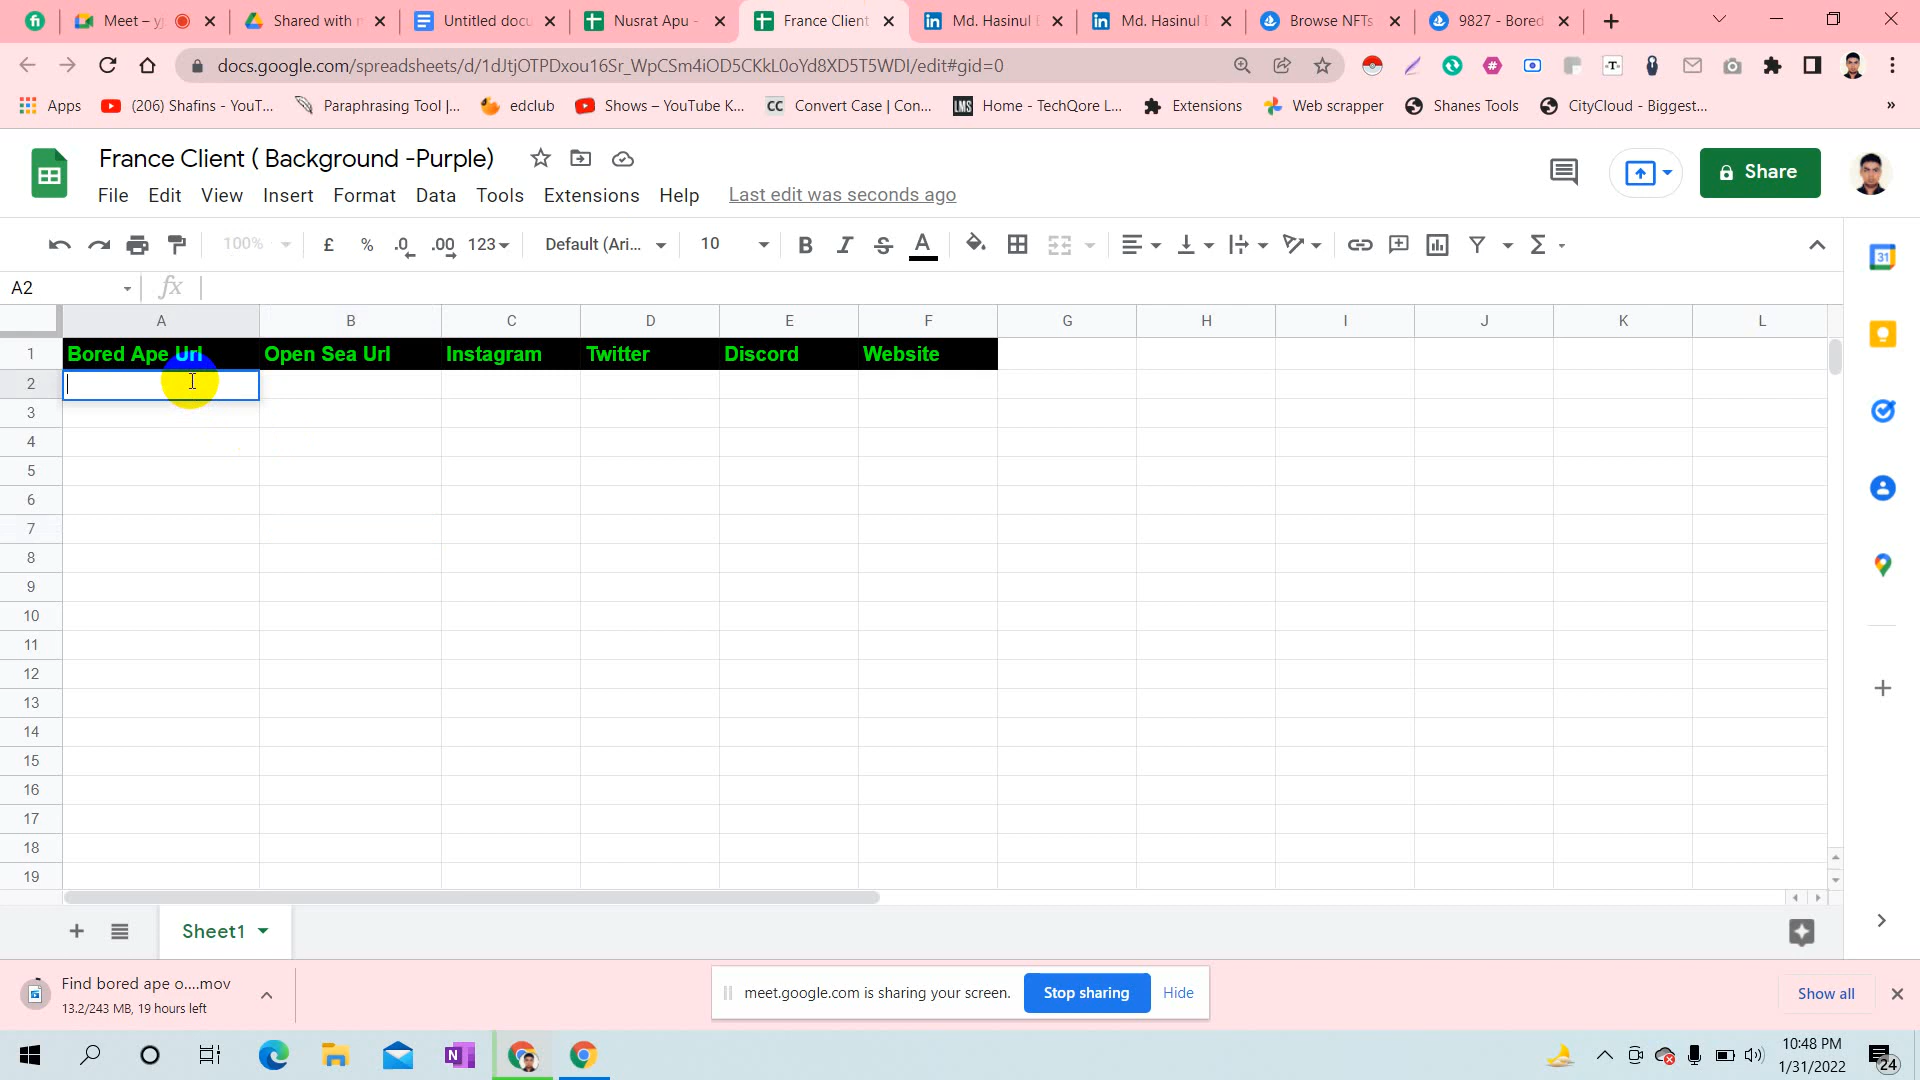 Meet – yj
Shared with m
Untitled docu
Nusrat Apu -
France Client
Md. Hasinul
Md. Hasinul
Browse NFTs
9827 - Bored
docs.google.com/spreadsheets/d/1dJtjOTPDxou16Sr_WpCSm4iOD5CKkL0oYd8XD5T5WDI/edit#gid=0
Apps
(206) Shafins - YouT...
Paraphrasing Tool |...
edclub
Shows – YouTube K...
CC Convert Case | Con...
LMS Home - TechQore L...
Extensions
Web scrapper
Shanes Tools
CityCloud - Biggest...
»
France Client ( Background -Purple)
Share
File Edit View Insert Format Data Tools Extensions Help Last edit was seconds ago
100% £ % .0 .00 123 Default (Ari... 10 B I S A Σ
31
A2 fx
A B C D E F G H I J K L
1 Bored Ape Url Open Sea Url Instagram Twitter Discord Website
2
3
4
5
6
7
8
9
10
11
12
13
14
15
16
17
18
19
Sheet1
Find bored ape o....mov
13.2/243 MB, 19 hours left
meet.google.com is sharing your screen. Stop sharing Hide
Show all
10:48 PM
1/31/2022
24